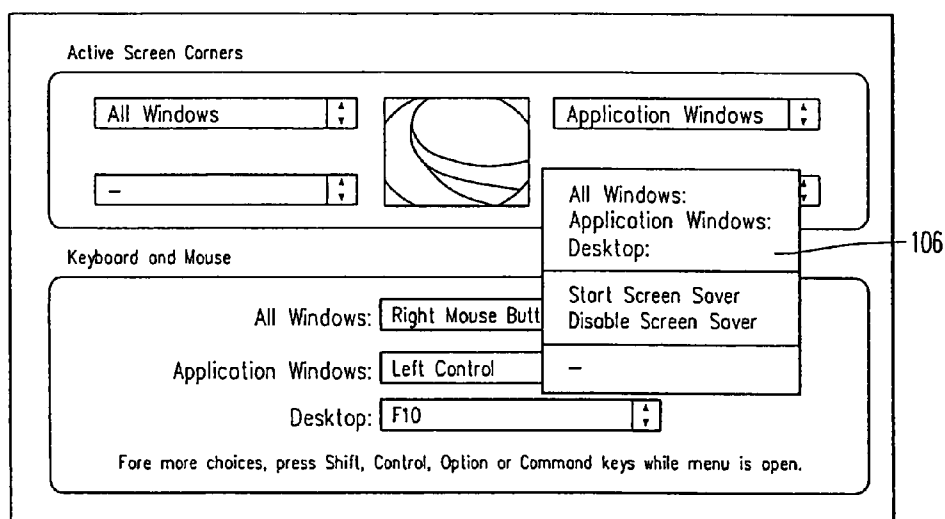 Active Screen Corners
All Windows
Application Windows
–
All Windows:
Application Windows:
Desktop:
106
Start Screen Saver
Disable Screen Saver
–
Keyboard and Mouse
All Windows: Right Mouse Butt
Application Windows: Left Control
Desktop: F10
Fore more choices, press Shift, Control, Option or Command keys while menu is open.